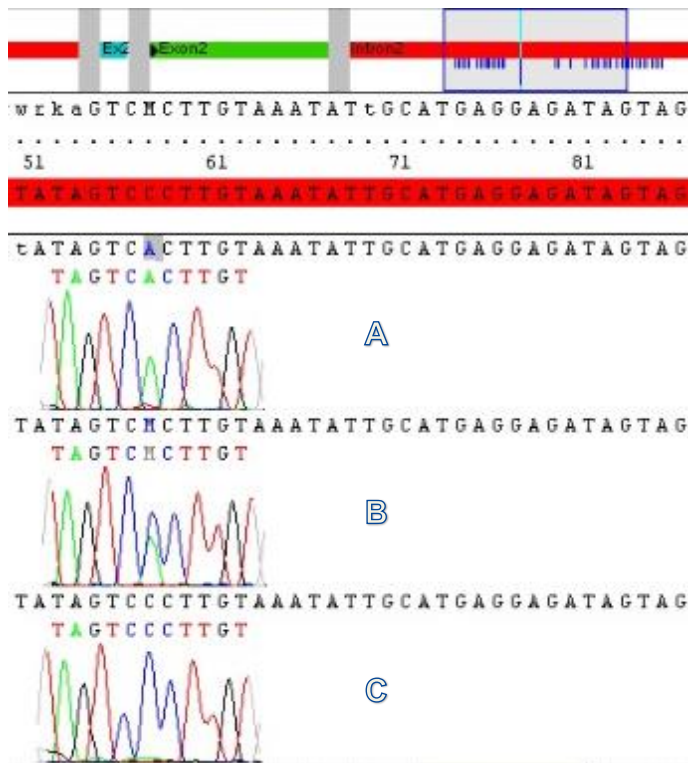 Ex2 Exon2 Intron2
wrkaGTCMCTTGTAAATATtGCATGAGGAGATAGTAG
51 61 71 81
TATAGTCCCTTGTAAATATTGCATGAGGAGATAGTAG
tATAGTCACTTGTAAATATTGCATGAGGAGATAGTAG
TAGTCACTTGT
A
TATAGTCMCTTGTAAATATTGCATGAGGAGATAGTAG
TAGTCMCTTGT
B
TATAGTCCCTTGTAAATATTGCATGAGGAGATAGTAG
TAGTCCCTTGT
C